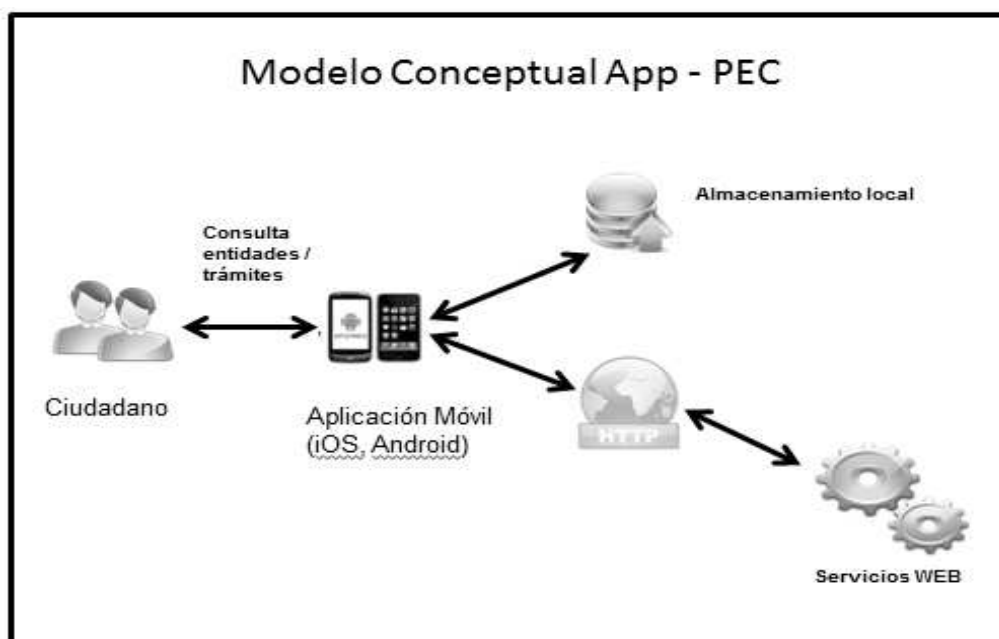 Modelo Conceptual App - PEC
Almacenamiento local
Consulta
entidades /
trámites
Ciudadano
Aplicación Móvil
(iOS, Android)
HTTP
Servicios WEB